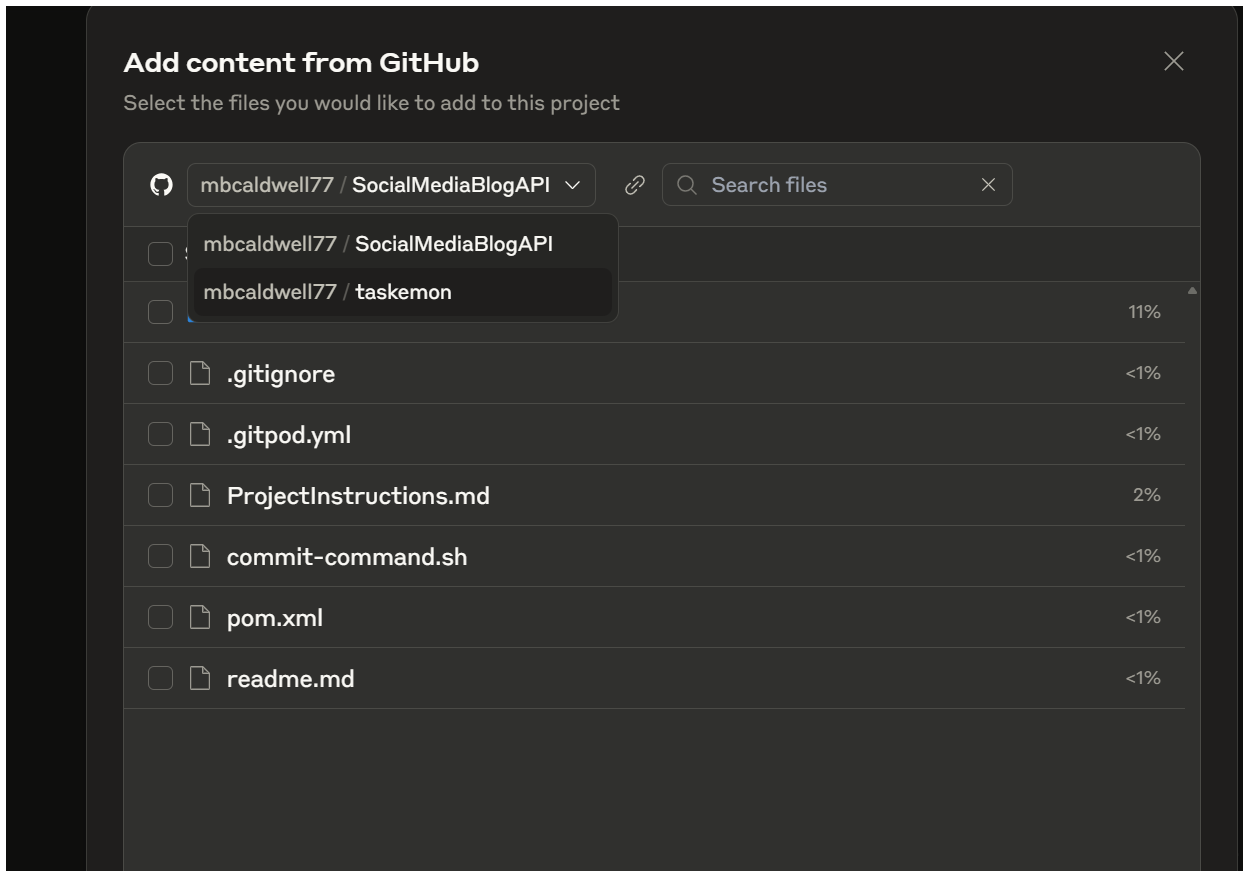 Add content from GitHub
Select the files you would like to add to this project
mbcaldwell77 / SocialMediaBlogAPI
Search files
mbcaldwell77 / SocialMediaBlogAPI
mbcaldwell77 / taskemon
11%
.gitignore <1%
.gitpod.yml <1%
ProjectInstructions.md 2%
commit-command.sh <1%
pom.xml <1%
readme.md <1%